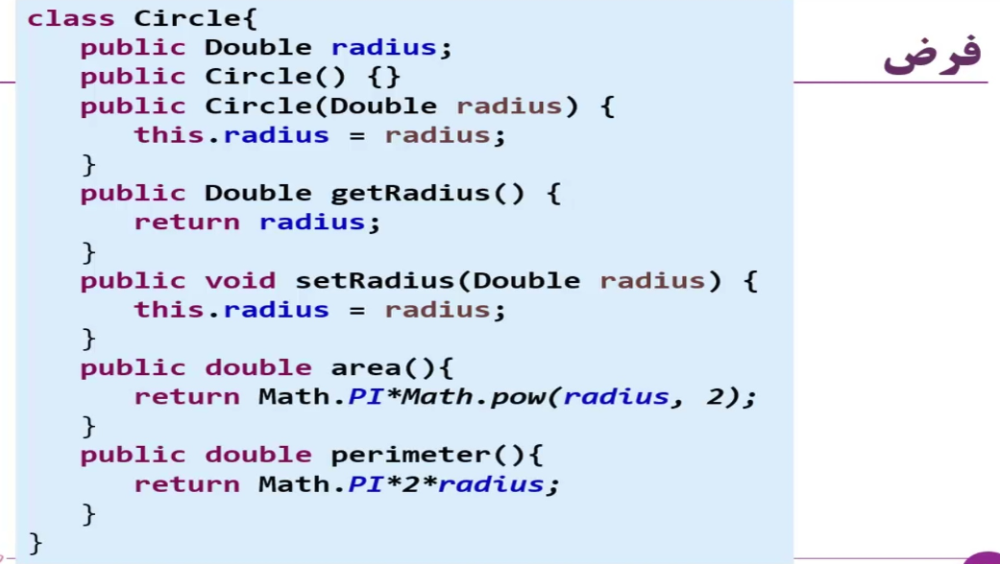 فرض
class Circle{
public Double radius;
public Circle() {}
public Circle(Double radius) {
this.radius = radius;
}
public Double getRadius() {
return radius;
}
public void setRadius(Double radius) {
this.radius = radius;
}
public double area(){
return Math.PI*Math.pow(radius, 2);
}
public double perimeter(){
return Math.PI*2*radius;
}
}